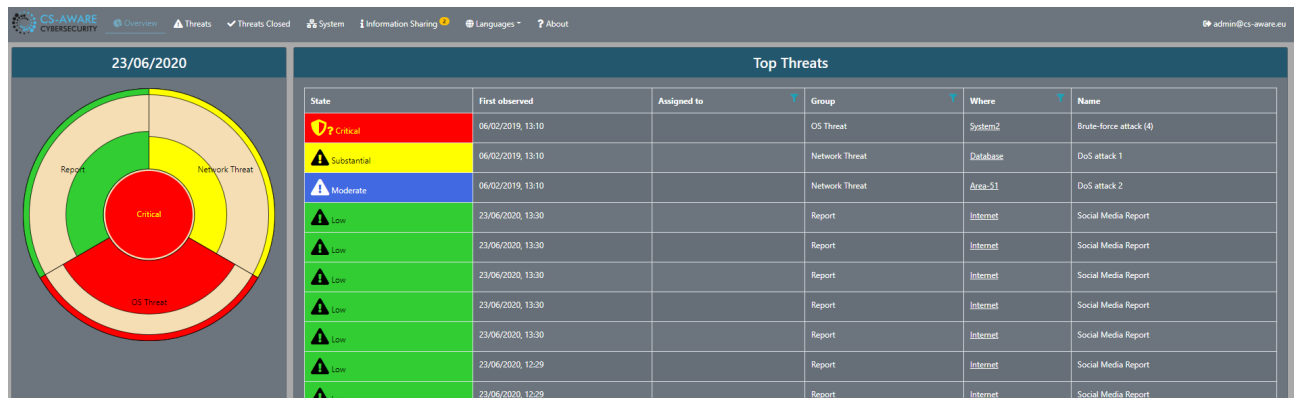 CS-AWARE
CYBERSECURITY
Overview
Threats
Threats Closed
System
Information Sharing 2
Languages
? About
admin@cs-aware.eu
23/06/2020
Report
Network Threat
Critical
OS Threat
Top Threats
State First observed Assigned to Group Where Name
? Critical 06/02/2019, 13:10 OS Threat System2 Brute-force attack (4)
Substantial 06/02/2019, 13:10 Network Threat Database DoS attack 1
Moderate 06/02/2019, 13:10 Network Threat Area-51 DoS attack 2
Low 23/06/2020, 13:30 Report Internet Social Media Report
Low 23/06/2020, 13:30 Report Internet Social Media Report
Low 23/06/2020, 13:30 Report Internet Social Media Report
Low 23/06/2020, 13:30 Report Internet Social Media Report
Low 23/06/2020, 13:30 Report Internet Social Media Report
Low 23/06/2020, 12:29 Report Internet Social Media Report
23/06/2020, 12:29 Report Internet Social Media Report